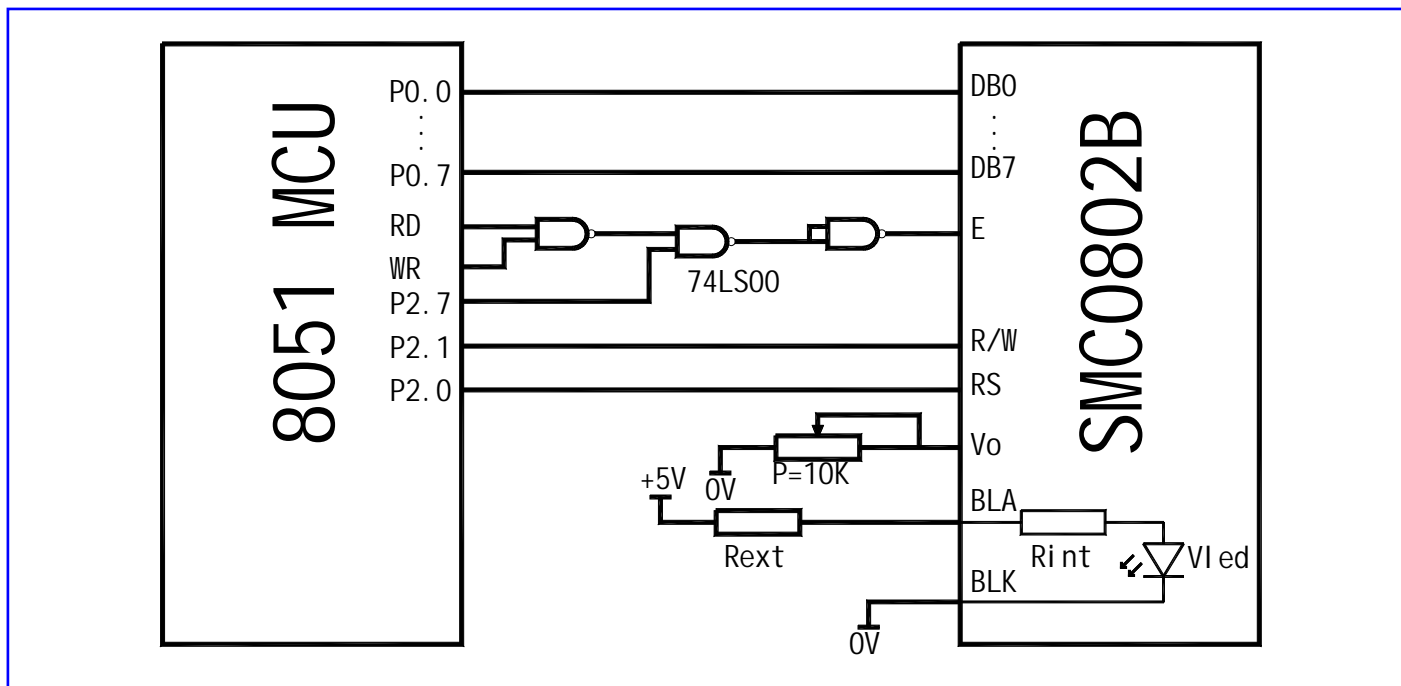 8051 MCU
P0.0
P0.7
RD
WR
P2.7
P2.1
P2.0
74LS00
P=10K
0V
+5V
Rext
0V
SMC0802B
DB0
DB7
E
R/W
RS
Vo
BLA
BLK
Rint
Vled